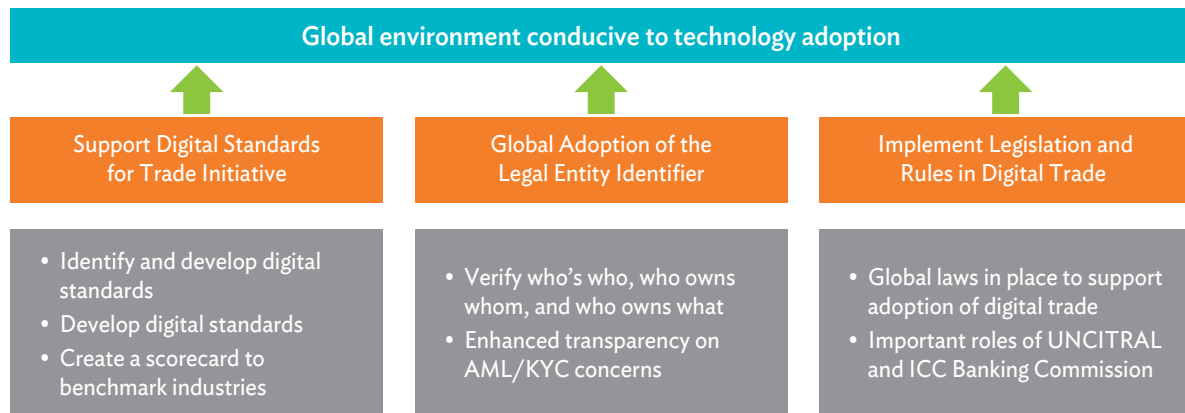 Global environment conducive to technology adoption
Support Digital Standards
for Trade Initiative
• Identify and develop digital
standards
• Develop digital standards
• Create a scorecard to
benchmark industries
Global Adoption of the
Legal Entity Identifier
• Verify who's who, who owns
whom, and who owns what
• Enhanced transparency on
AML/KYC concerns
Implement Legislation and
Rules in Digital Trade
• Global laws in place to support
adoption of digital trade
• Important roles of UNCITRAL
and ICC Banking Commission